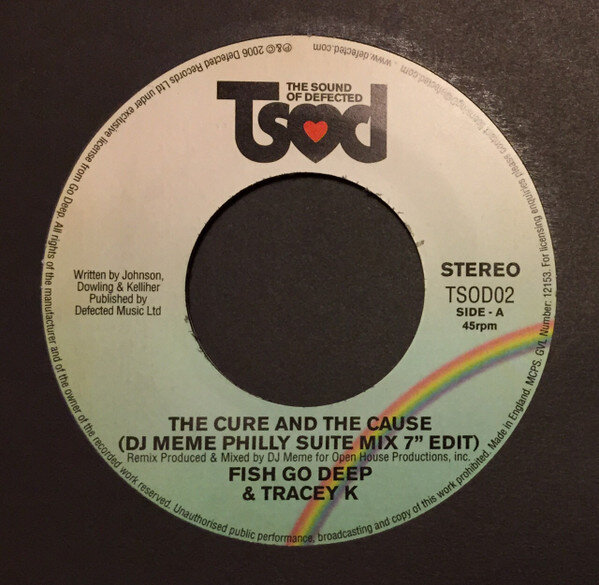 THE SOUND
OF DEFECTED
Tsod
Written by Johnson,
Dowling & Kelliher
Published by
Defected Music Ltd
STEREO
TSOD02
SIDE - A
45rpm
THE CURE AND THE CAUSE
(DJ MEME PHILLY SUITE MIX 7" EDIT)
Remix Produced & Mixed by DJ Meme for Open House Productions, inc.
FISH GO DEEP
& TRACEY K
℗&© 2006 Defected Records Ltd under exclusive license from Go Deep. All rights of the manufacturer and of the owner of the recorded work reserved. Unauthorised public performance, broadcasting and copy of this work prohibited. Made in England. MCPS. GVL Number: 12153. For licensing enquiries please contact
www.defected.com